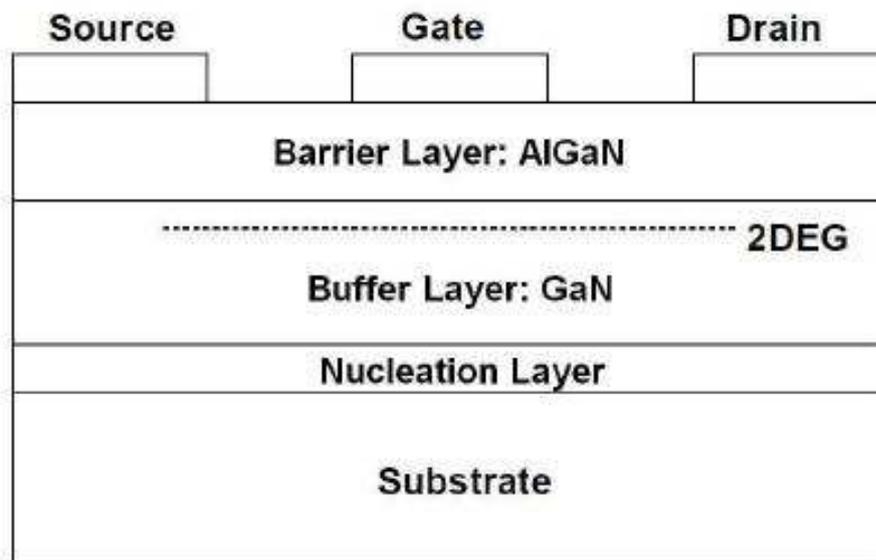 Source Gate Drain
Barrier Layer: AlGaN
2DEG
Buffer Layer: GaN
Nucleation Layer
Substrate